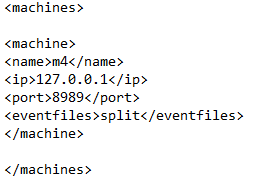 <machines>
<machine>
<name>m4</name>
<ip>127.0.0.1</ip>
<port>8989</port>
<eventfiles>split</eventfiles>
</machine>
</machines>